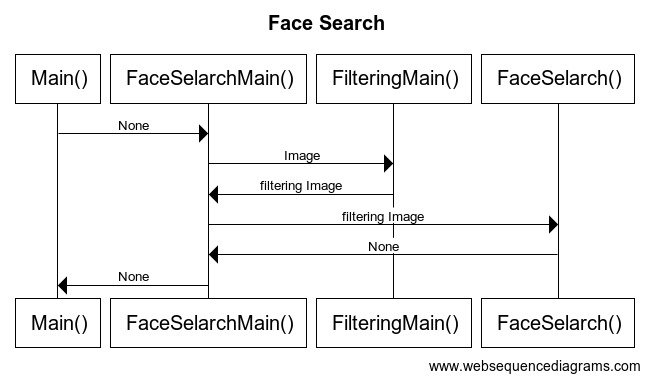 Face Search
Main() FaceSelarchMain() FilteringMain() FaceSelarch()
None
Image
filtering Image
filtering Image
None
None
Main() FaceSelarchMain() FilteringMain() FaceSelarch()
www.websequencediagrams.com